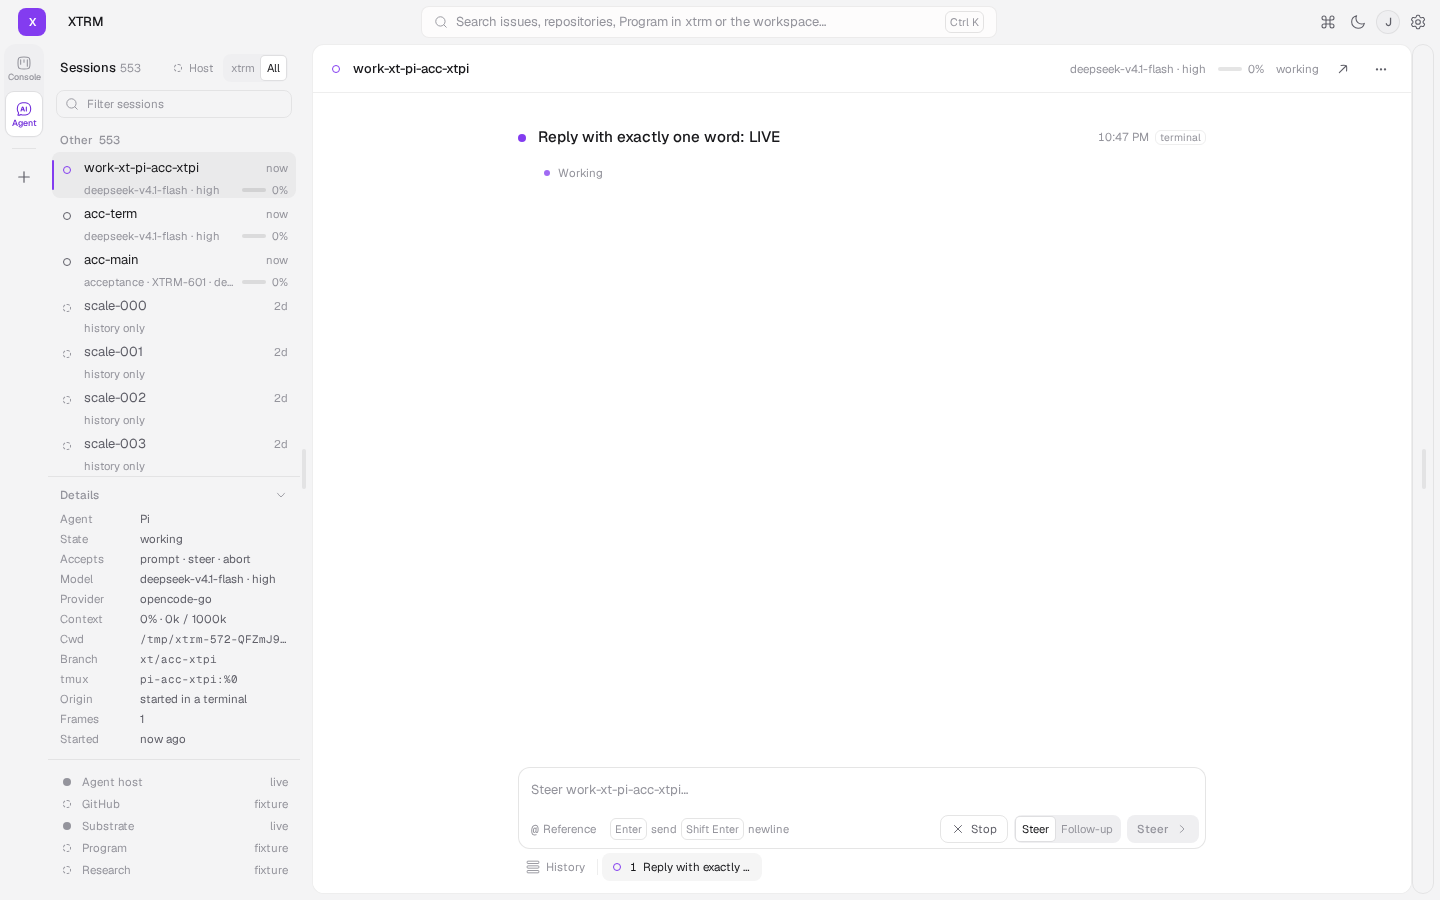 X XTRM
Search issues, repositories, Program in xtrm or the workspace... Ctrl K
J
Console
AI
Agent
Sessions 553 Host xtrm All
Filter sessions
Other 553
work-xt-pi-acc-xtpi now
deepseek-v4.1-flash · high 0%
acc-term now
deepseek-v4.1-flash · high 0%
acc-main now
acceptance · XTRM-601 · de... 0%
scale-000 2d
history only
scale-001 2d
history only
scale-002 2d
history only
scale-003 2d
history only
Details
Agent Pi
State working
Accepts prompt · steer · abort
Model deepseek-v4.1-flash · high
Provider opencode-go
Context 0% · 0k / 1000k
Cwd /tmp/xtrm-572-QFZmJ9...
Branch xt/acc-xtpi
tmux pi-acc-xtpi:%0
Origin started in a terminal
Frames 1
Started now ago
Agent host live
GitHub fixture
Substrate live
Program fixture
Research fixture
work-xt-pi-acc-xtpi deepseek-v4.1-flash · high 0% working
Reply with exactly one word: LIVE 10:47 PM terminal
Working
Steer work-xt-pi-acc-xtpi...
@ Reference Enter send Shift Enter newline Stop Steer Follow-up Steer
History 1 Reply with exactly ...